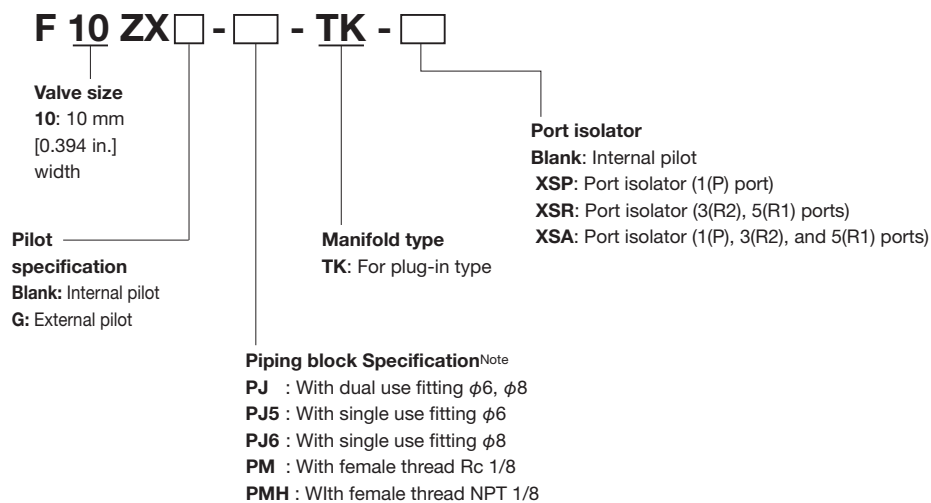 F 10 ZX□ - □ - TK - □
Valve size
10: 10 mm
[0.394 in.]
width
Pilot
specification
Blank: Internal pilot
G: External pilot
Port isolator
Blank: Internal pilot
XSP: Port isolator (1(P) port)
XSR: Port isolator (3(R2), 5(R1) ports)
XSA: Port isolator (1(P), 3(R2), and 5(R1) ports)
Manifold type
TK: For plug-in type
Piping block SpecificationNote
PJ : With dual use fitting φ6, φ8
PJ5 : With single use fitting φ6
PJ6 : With single use fitting φ8
PM : With female thread Rc 1/8
PMH : WIth female thread NPT 1/8